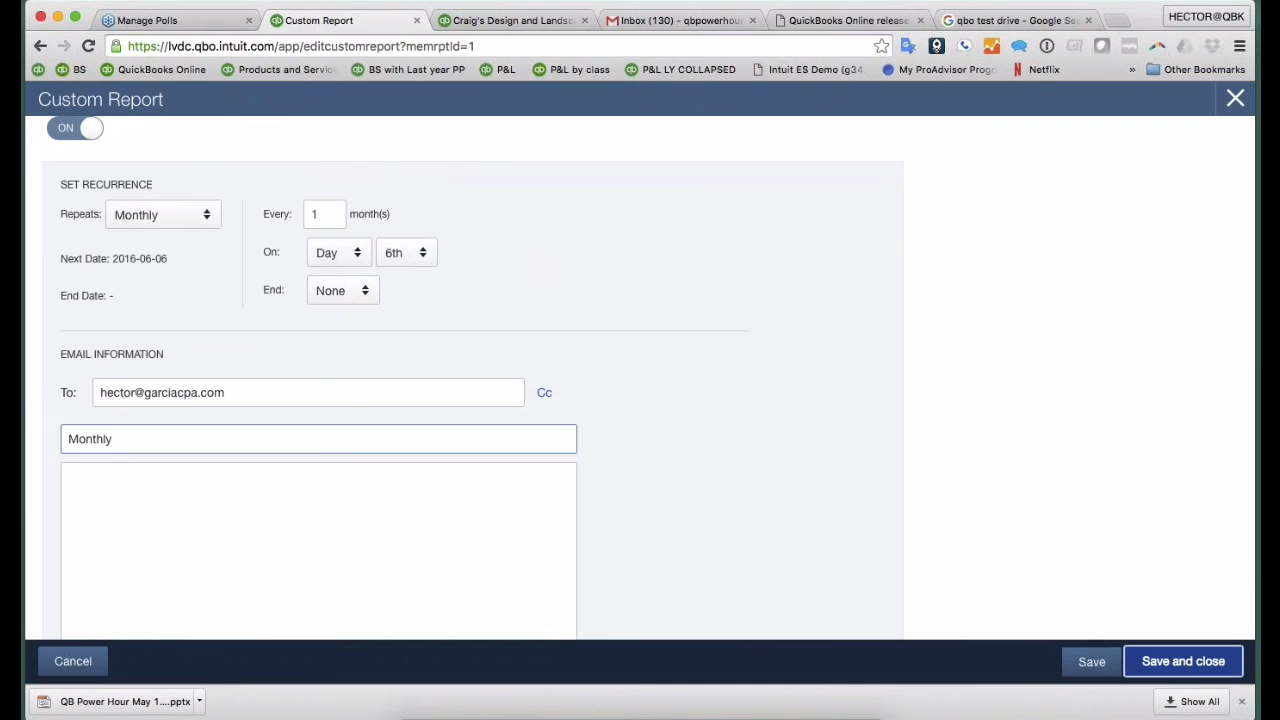 Manage Polls
Custom Report
Craig's Design and Landsc
Inbox (130) - qbpowerhou
QuickBooks Online release
qbo test drive - Google Se
HECTOR@QBK
https://lvdc.qbo.intuit.com/app/editcustomreport?memrptId=1
BS
QuickBooks Online
Products and Servic
BS with Last year PP
P&L
P&L by class
P&L LY COLLAPSED
Intuit ES Demo (g34
My ProAdvisor Progr
Netflix
»
Other Bookmarks
Custom Report
ON
SET RECURRENCE
Repeats: Monthly
Every: 1 month(s)
On: Day 6th
Next Date: 2016-06-06
End: None
End Date: -
EMAIL INFORMATION
To: hector@garciacpa.com Cc
Monthly
Cancel
Save
Save and close
QB Power Hour May 1....pptx
Show All